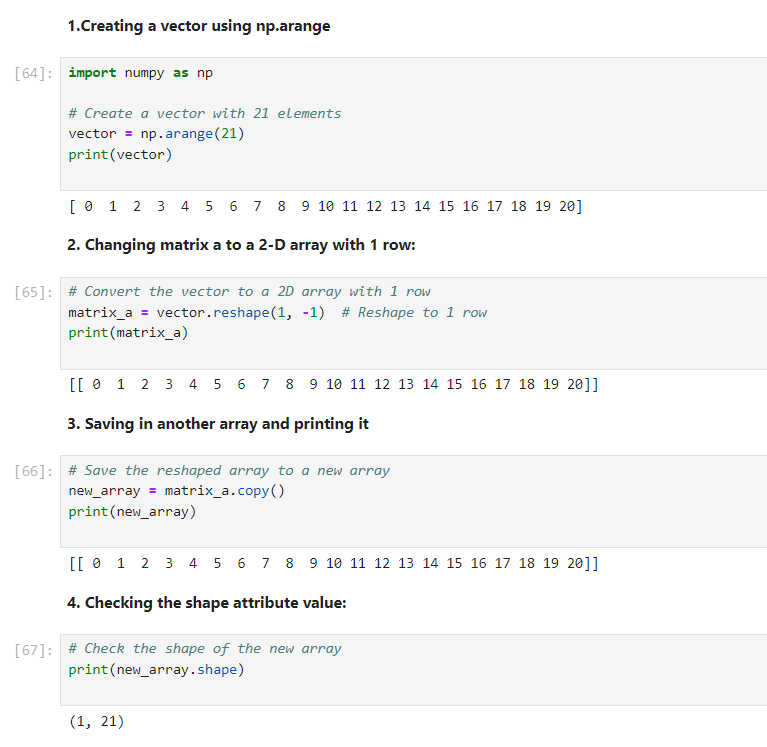 1.Creating a vector using np.arange
[64]: import numpy as np
# Create a vector with 21 elements
vector = np.arange(21)
print(vector)
[ 0  1  2  3  4  5  6  7  8  9 10 11 12 13 14 15 16 17 18 19 20]
2. Changing matrix a to a 2-D array with 1 row:
[65]: # Convert the vector to a 2D array with 1 row
matrix_a = vector.reshape(1, -1)  # Reshape to 1 row
print(matrix_a)
[[ 0  1  2  3  4  5  6  7  8  9 10 11 12 13 14 15 16 17 18 19 20]]
3. Saving in another array and printing it
[66]: # Save the reshaped array to a new array
new_array = matrix_a.copy()
print(new_array)
[[ 0  1  2  3  4  5  6  7  8  9 10 11 12 13 14 15 16 17 18 19 20]]
4. Checking the shape attribute value:
[67]: # Check the shape of the new array
print(new_array.shape)
(1, 21)